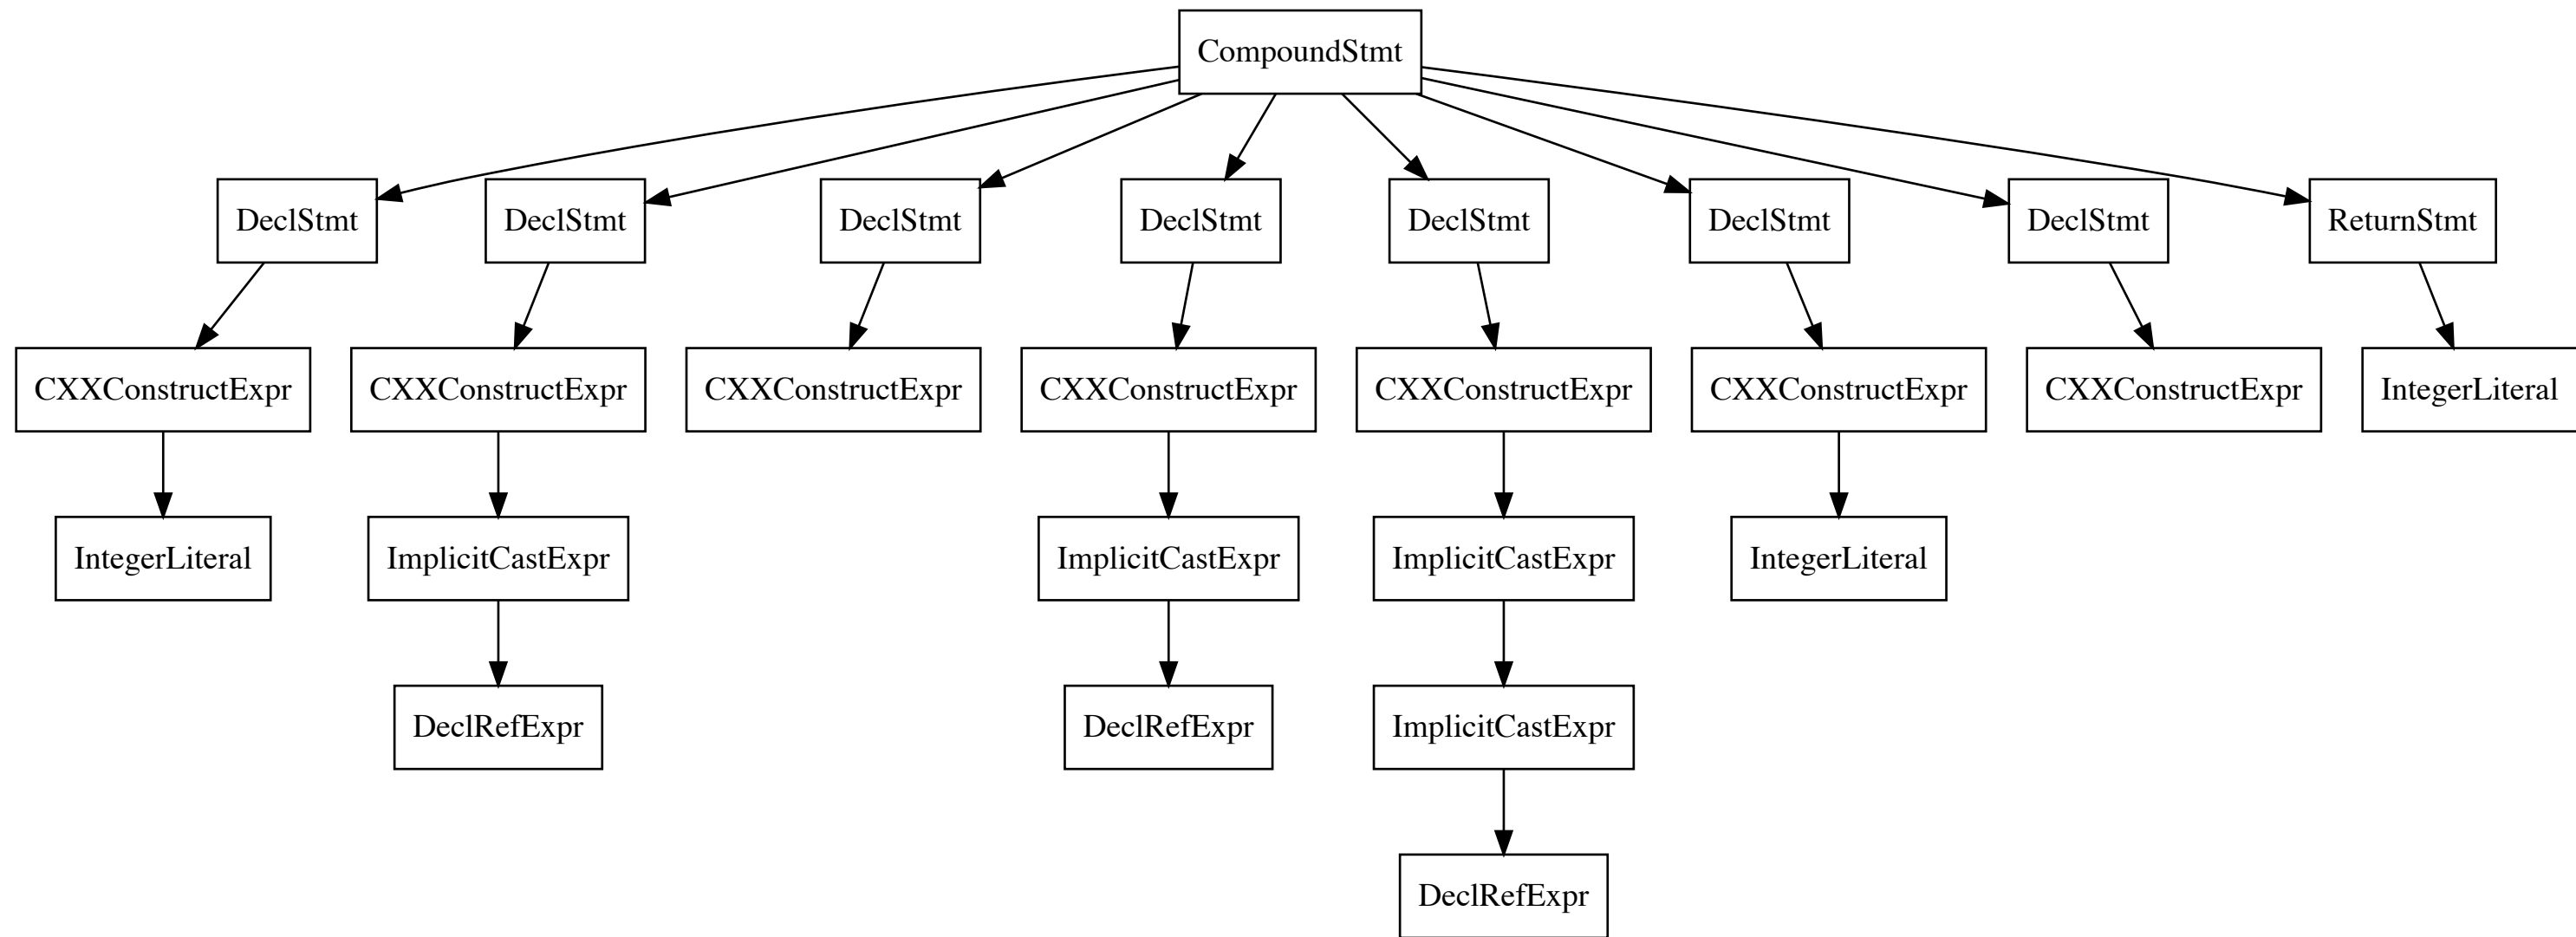 CompoundStmt
DeclStmt DeclStmt DeclStmt DeclStmt DeclStmt DeclStmt DeclStmt ReturnStmt
CXXConstructExpr CXXConstructExpr CXXConstructExpr CXXConstructExpr CXXConstructExpr CXXConstructExpr CXXConstructExpr IntegerLiteral
IntegerLiteral ImplicitCastExpr ImplicitCastExpr ImplicitCastExpr IntegerLiteral
DeclRefExpr DeclRefExpr ImplicitCastExpr
DeclRefExpr